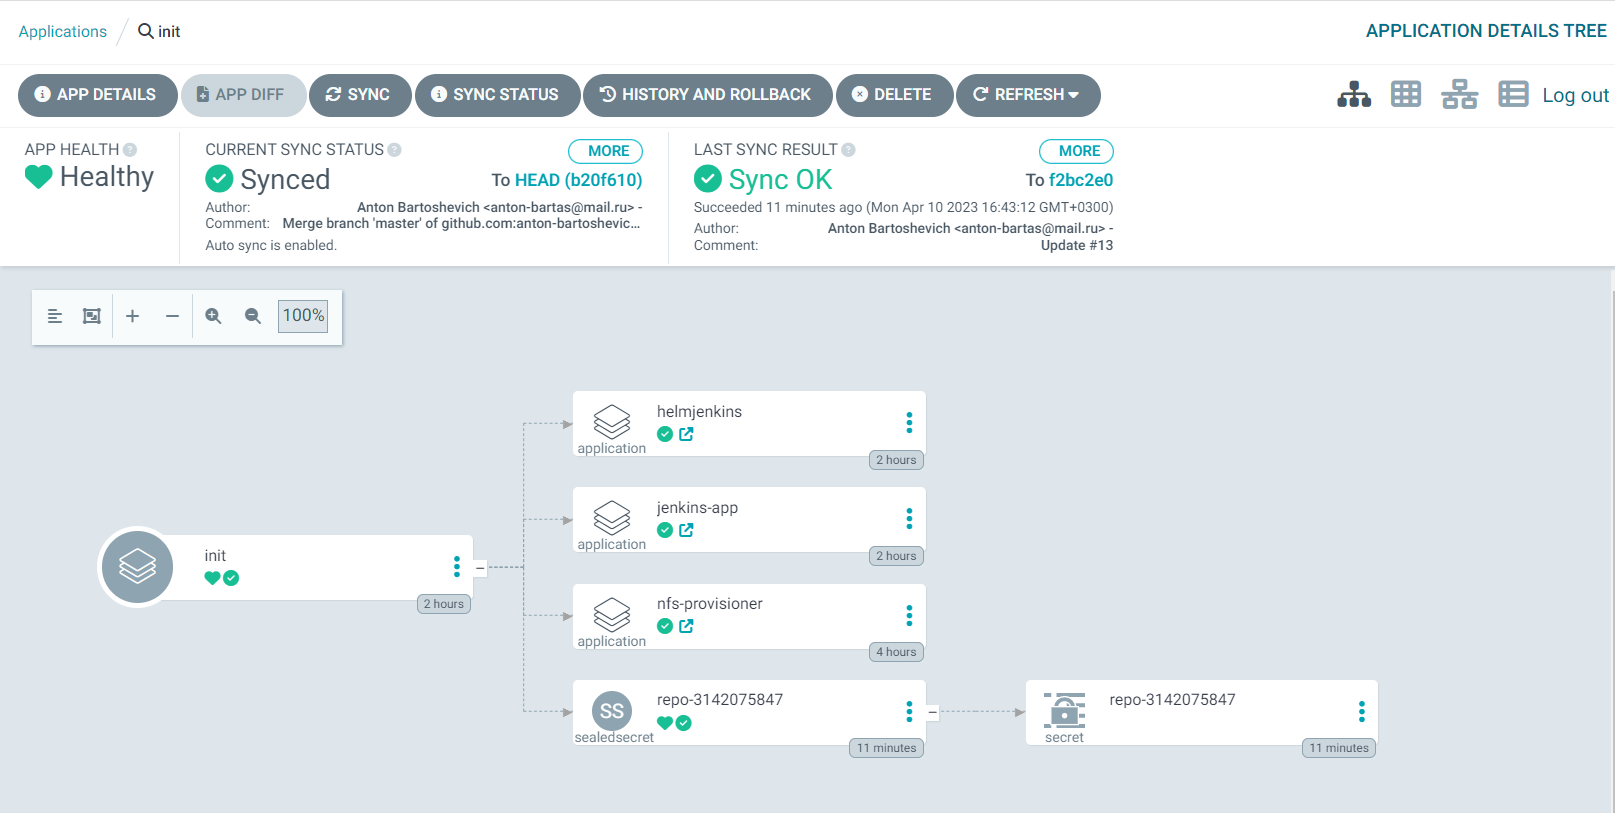 Applications / init
APPLICATION DETAILS TREE
APP DETAILS
APP DIFF
SYNC
SYNC STATUS
HISTORY AND ROLLBACK
DELETE
REFRESH
Log out
APP HEALTH
Healthy
CURRENT SYNC STATUS
MORE
Synced
To HEAD (b20f610)
Author: Anton Bartoshevich <anton-bartas@mail.ru> -
Comment: Merge branch 'master' of github.com:anton-bartoshevic...
Auto sync is enabled.
LAST SYNC RESULT
MORE
Sync OK
To f2bc2e0
Succeeded 11 minutes ago (Mon Apr 10 2023 16:43:12 GMT+0300)
Author: Anton Bartoshevich <anton-bartas@mail.ru> -
Comment: Update #13
100%
init
2 hours
helmjenkins
application
2 hours
jenkins-app
application
2 hours
nfs-provisioner
application
4 hours
SS
repo-3142075847
sealedsecret
11 minutes
repo-3142075847
secret
11 minutes